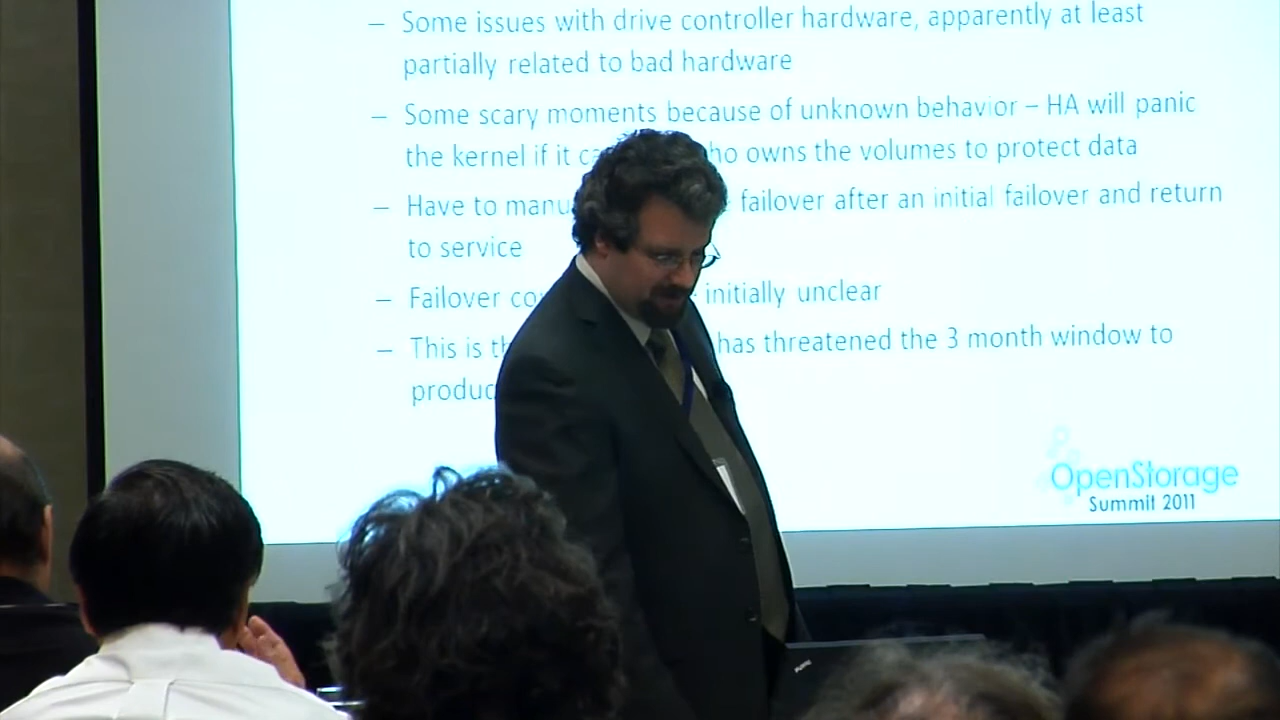 – Some issues with drive controller hardware, apparently at least
partially related to bad hardware
– Some scary moments because of unknown behavior – HA will panic
the kernel if it owns the volumes to protect data
– Have to failover after an initial failover and return
to service
– Failover initially unclear
– This is has threatened the 3 month window to
OpenStorage
Summit 2011